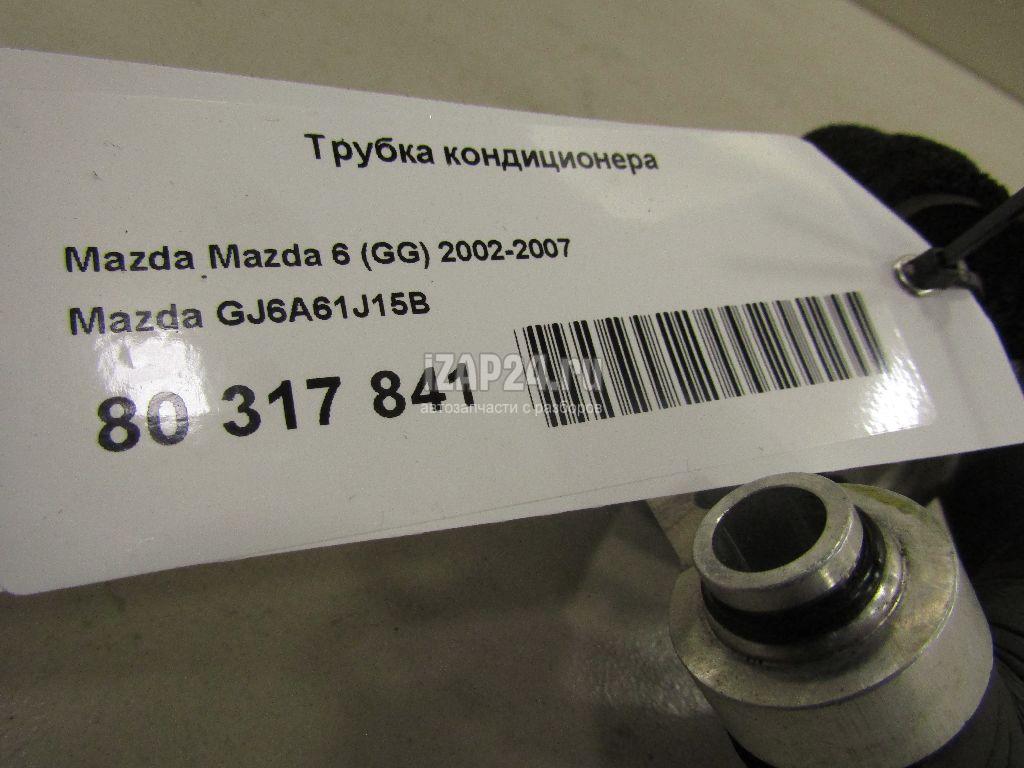 Трубка кондиционера
Mazda Mazda 6 (GG) 2002-2007
Mazda GJ6A61J15B
80 317 841
iZAP24.ru
автозапчасти с разборов